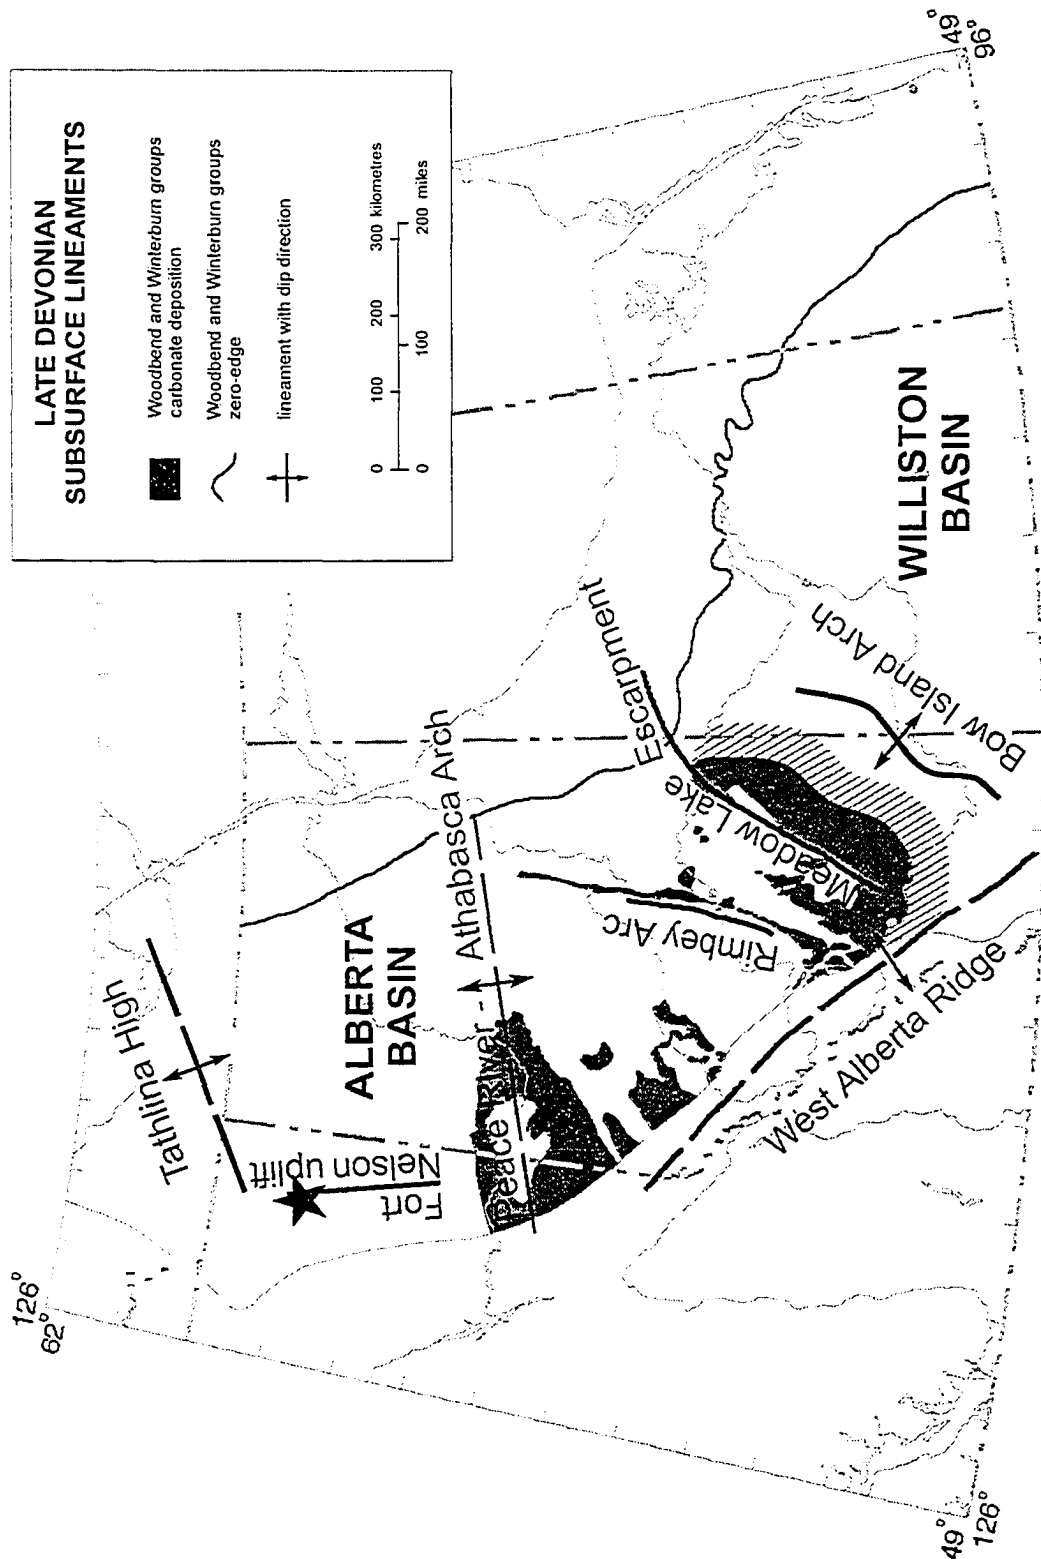 LATE DEVONIAN
SUBSURFACE LINEAMENTS
Woodbend and Winterburn groups
carbonate deposition
Woodbend and Winterburn groups
zero-edge
lineament with dip direction
0 100 200 300 kilometres
0 100 200 miles
126°
62°
Tathlina High
Fort
Nelson uplift
ALBERTA
BASIN
Peace River - Athabasca Arch
Rimbey Arc
Meadow Lake
Escarpment
West Alberta Ridge
Bow Island Arch
WILLISTON
BASIN
49°
126°
49°
96°